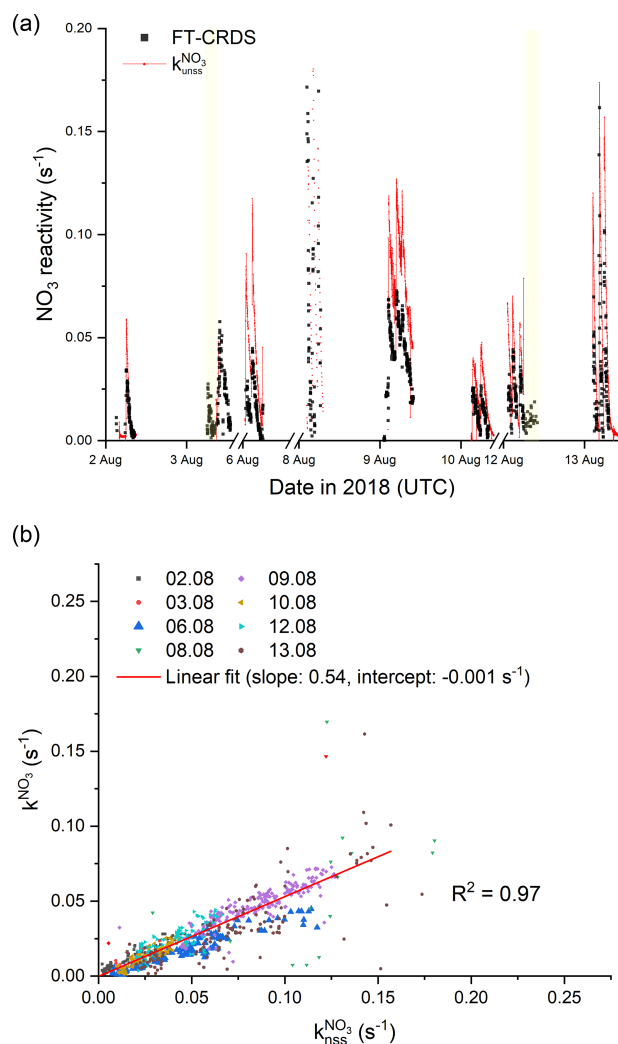 (a)
0.20
0.15
0.10
0.05
0.00
NO₃ reactivity (s⁻¹)
FT-CRDS
k_unss^NO₃
2 Aug 3 Aug 6 Aug 8 Aug 9 Aug 10 Aug 12 Aug 13 Aug
Date in 2018 (UTC)
(b)
0.25
0.20
0.15
0.10
0.05
0.00
k^NO₃ (s⁻¹)
02.08 09.08
03.08 10.08
06.08 12.08
08.08 13.08
Linear fit (slope: 0.54, intercept: -0.001 s⁻¹)
R² = 0.97
0.00 0.05 0.10 0.15 0.20 0.25
k_nss^NO₃ (s⁻¹)